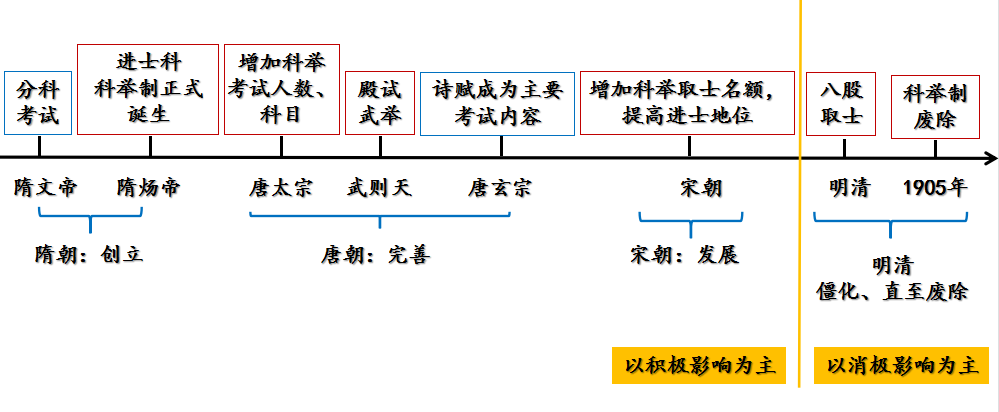 分科
考试
进士科
科举制正式
诞生
增加科举
考试人数、
科目
殿试
武举
诗赋成为主要
考试内容
增加科举取士名额，
提高进士地位
八股
取士
科举制
废除
隋文帝
隋炀帝
唐太宗
武则天
唐玄宗
宋朝
明清
1905年
隋朝：创立
唐朝：完善
宋朝：发展
明清
僵化、直至废除
以积极影响为主
以消极影响为主